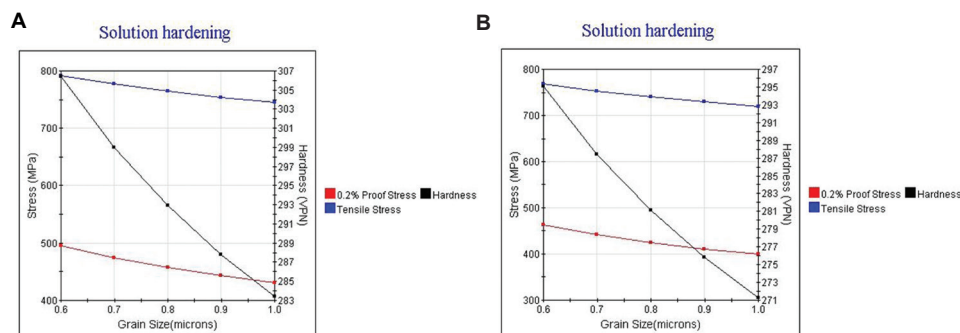 A
Solution hardening
800
700
600
500
400
Stress (MPa)
307
305
303
301
299
297
295
293
291
289
287
285
283
Hardness (VPN)
0.6 0.7 0.8 0.9 1.0
Grain Size(microns)
0.2% Proof Stress Hardness
Tensile Stress
B
Solution hardening
800
700
600
500
400
300
Stress (MPa)
297
295
293
291
289
287
285
283
281
279
277
275
273
271
Hardness (VPN)
0.6 0.7 0.8 0.9 1.0
Grain Size(microns)
0.2% Proof Stress Hardness
Tensile Stress